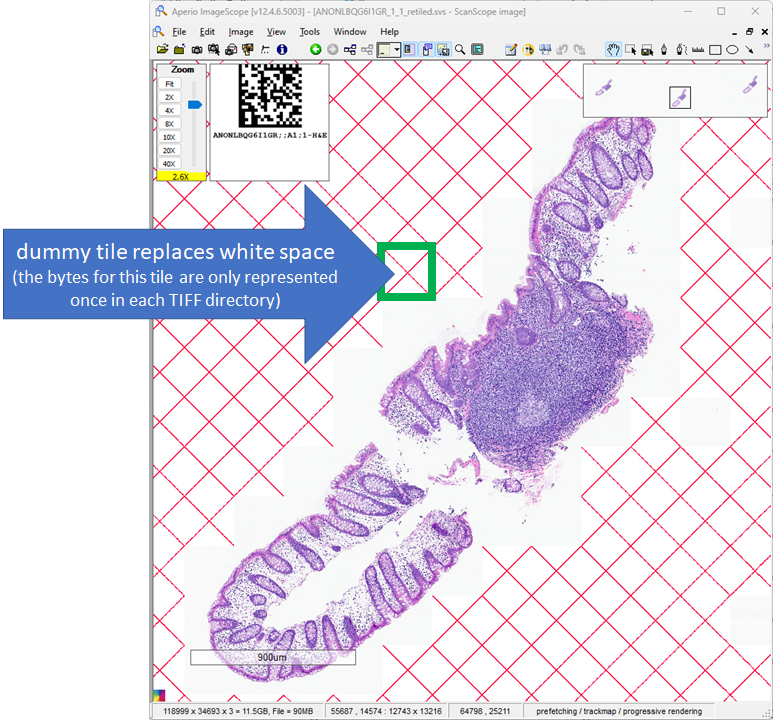 Aperio ImageScope [v12.4.6.5003] - [ANONLBQG6I1GR_1_1_retiled.svs - ScanScope image]
File Edit Image View Tools Window Help
Zoom
Fit
2X
4X
8X
10X
20X
40X
2.6X
ANONLBQG6I1GR;;A1;1-H&E
dummy tile replaces white space
(the bytes for this tile are only represented
once in each TIFF directory)
900um
118999 x 34693 x 3 = 11.5GB, File = 90MB 55687 , 14574 : 12743 x 13216 64798 , 25211 prefetching / trackmap / progressive rendering